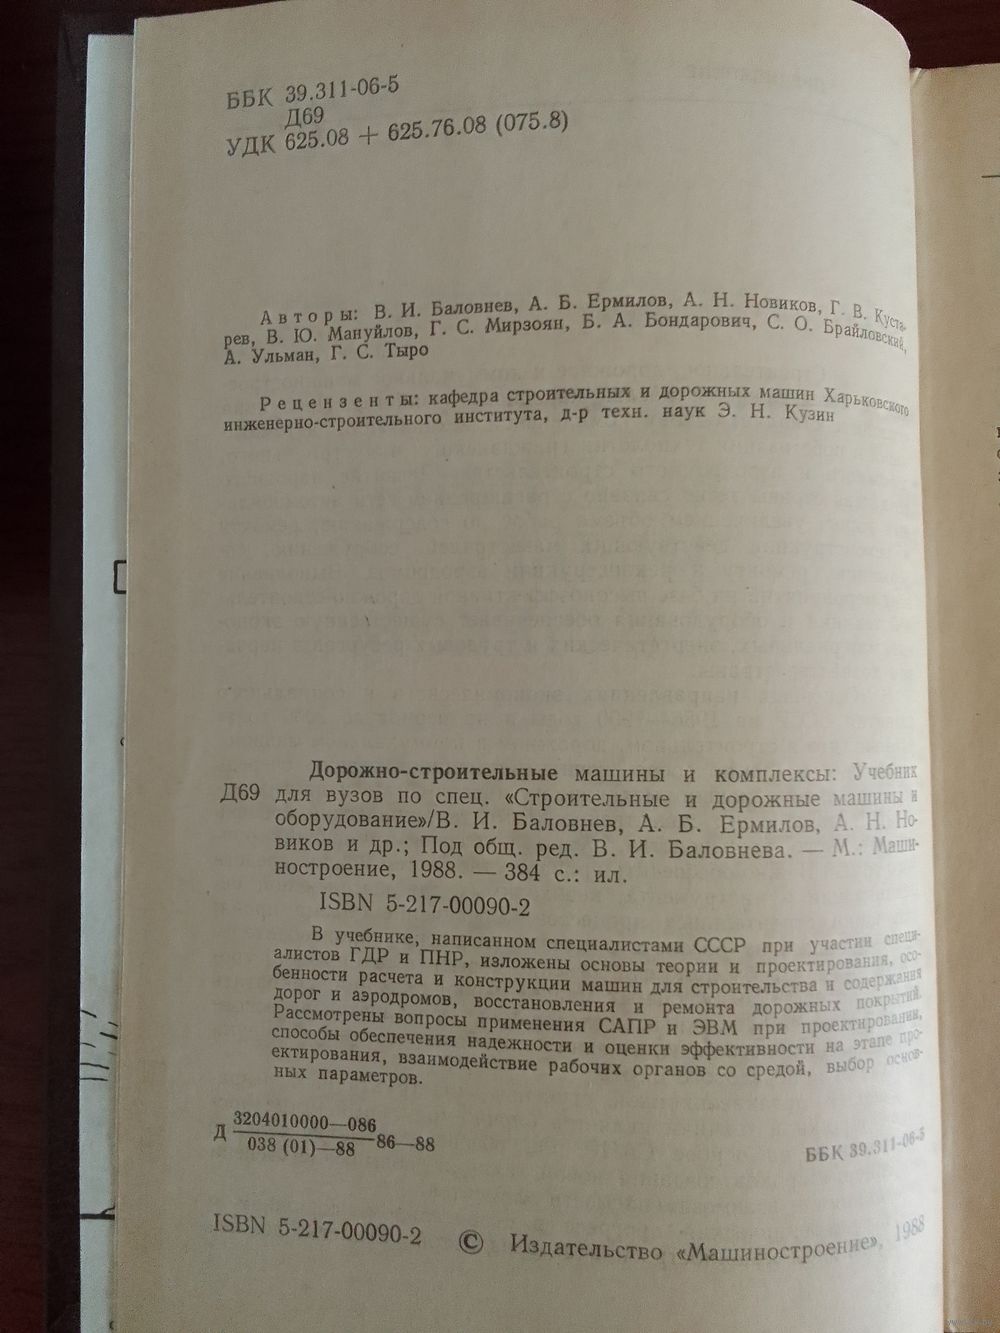 ББК 39.311-06-5
Д69
УДК 625.08 + 625.76.08 (075.8)
Авторы: В. И. Баловнев, А. Б. Ермилов, А. Н. Новиков, Г. В. Куста-
рев, В. Ю. Мануйлов, Г. С. Мирзоян, Б. А. Бондарович, С. О. Брайловский,
А. Ульман, Г. С. Тыро
Рецензенты: кафедра строительных и дорожных машин Харьковского
инженерно-строительного института, д-р техн. наук Э. Н. Кузин
Дорожно-строительные машины и комплексы: Учебник
Д69 для вузов по спец. «Строительные и дорожные машины и
оборудование»/В. И. Баловнев, А. Б. Ермилов, А. Н. Но-
виков и др.; Под общ. ред. В. И. Баловнева. — М.: Маши-
ностроение, 1988. — 384 с.: ил.
ISBN 5-217-00090-2
В учебнике, написанном специалистами СССР при участии специ-
алистов ГДР и ПНР, изложены основы теории и проектирования, осо-
бенности расчета и конструкции машин для строительства и содержания
дорог и аэродромов, восстановления и ремонта дорожных покрытий.
Рассмотрены вопросы применения САПР и ЭВМ при проектировании,
способы обеспечения надежности и оценки эффективности на этапе про-
ектирования, взаимодействие рабочих органов со средой, выбор основ-
ных параметров.
Д 3204010000—086
038 (01)—88 86—88
ББК 39.311-06-5
ISBN 5-217-00090-2 © Издательство «Машиностроение», 1988